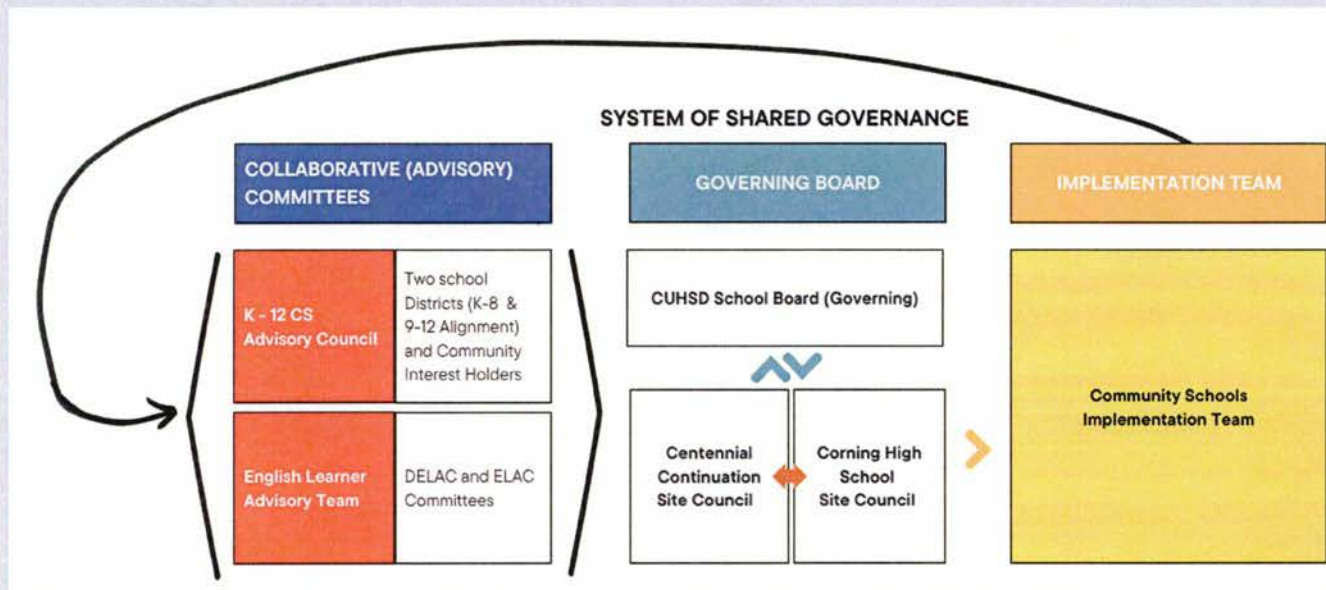 SYSTEM OF SHARED GOVERNANCE
COLLABORATIVE (ADVISORY)
COMMITTEES
GOVERNING BOARD
IMPLEMENTATION TEAM
K - 12 CS
Advisory Council
Two school
Districts (K-8 &
9-12 Alignment)
and Community
Interest Holders
English Learner
Advisory Team
DELAC and ELAC
Committees
CUHSD School Board (Governing)
Centennial
Continuation
Site Council
Corning High
School
Site Council
Community Schools
Implementation Team